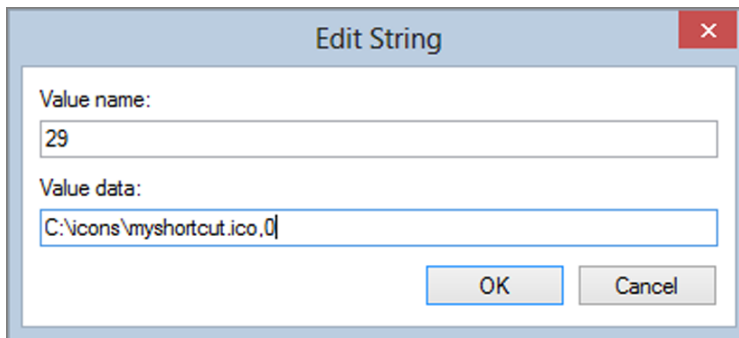 Edit String
Value name:
29
Value data:
C:\icons\myshortcut.ico,0
OK Cancel